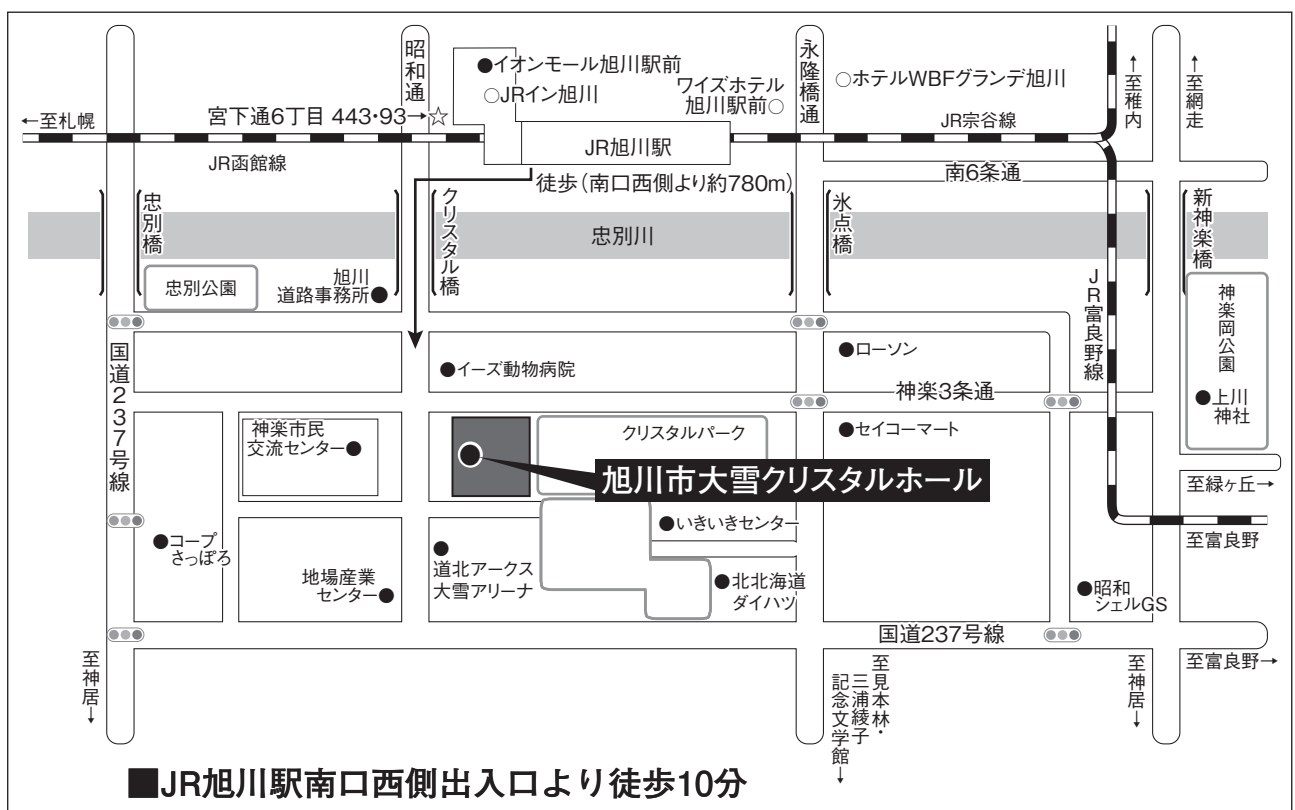 昭和通
●イオンモール旭川駅前
○JRイン旭川
ワイズホテル
旭川駅前○
永隆橋通
○ホテルWBFグランデ旭川
←至稚内
←至網走
←至札幌
宮下通6丁目 443・93→☆
JR函館線
JR旭川駅
JR宗谷線
徒歩（南口西側より約780m）
南6条通
忠別橋
クリスタル橋
忠別川
氷点橋
新神楽橋
忠別公園
旭川
道路事務所●
JR富良野線
神楽岡公園
国道237号線
●イーズ動物病院
●ローソン
神楽3条通
●上川
神社
神楽市民
交流センター●
クリスタルパーク
●セイコーマート
旭川市大雪クリスタルホール
至緑ヶ丘→
●コープ
さっぽろ
●いきいきセンター
至富良野
地場産業
センター●
●
道北アークス
大雪アリーナ
●北北海道
ダイハツ
●昭和
シェルGS
国道237号線
至富良野→
至神居→
至見本林・
三浦綾子
記念文学館→
至神居→
■JR旭川駅南口西側出入口より徒歩10分